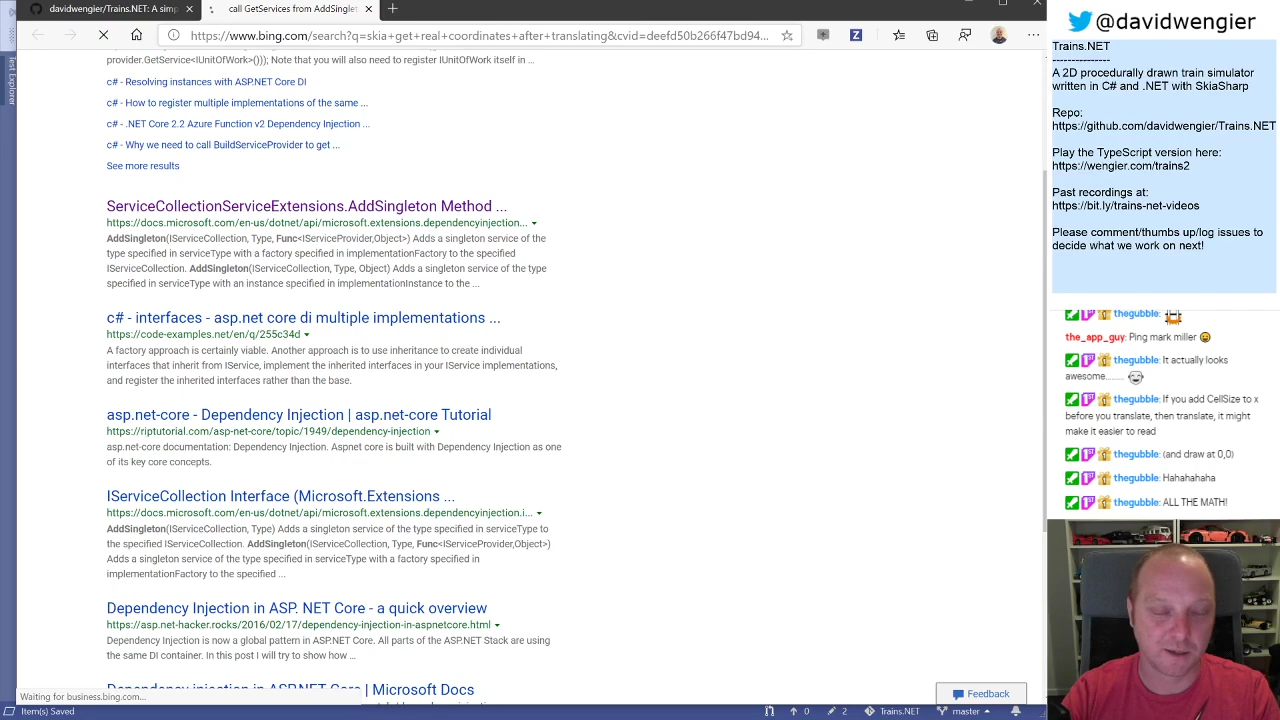 davidwengier/Trains.NET: A simp
call GetServices from AddSinglet
https://www.bing.com/search?q=skia+get+real+coordinates+after+translating&cvid=deefd50b266f47bd94...
Test Explorer
provider.GetService<IUnitOfWork>())); Note that you will also need to register IUnitOfWork itself in ...
c# - Resolving instances with ASP.NET Core DI
c# - How to register multiple implementations of the same ...
c# - .NET Core 2.2 Azure Function v2 Dependency Injection ...
c# - Why we need to call BuildServiceProvider to get ...
See more results
ServiceCollectionServiceExtensions.AddSingleton Method ...
https://docs.microsoft.com/en-us/dotnet/api/microsoft.extensions.dependencyinjection...
AddSingleton(IServiceCollection, Type, Func<IServiceProvider,Object>) Adds a singleton service of the
type specified in serviceType with a factory specified in implementationFactory to the specified
IServiceCollection. AddSingleton(IServiceCollection, Type, Object) Adds a singleton service of the type
specified in serviceType with an instance specified in implementationInstance to the ...
c# - interfaces - asp.net core di multiple implementations ...
https://code-examples.net/en/q/255c34d
A factory approach is certainly viable. Another approach is to use inheritance to create individual
interfaces that inherit from IService, implement the inherited interfaces in your IService implementations,
and register the inherited interfaces rather than the base.
asp.net-core - Dependency Injection | asp.net-core Tutorial
https://riptutorial.com/asp-net-core/topic/1949/dependency-injection
asp.net-core documentation: Dependency Injection. Aspnet core is built with Dependency Injection as one
of its key core concepts.
IServiceCollection Interface (Microsoft.Extensions ...
https://docs.microsoft.com/en-us/dotnet/api/microsoft.extensions.dependencyinjection.i...
AddSingleton(IServiceCollection, Type) Adds a singleton service of the type specified in serviceType to
the specified IServiceCollection. AddSingleton(IServiceCollection, Type, Func<IServiceProvider,Object>)
Adds a singleton service of the type specified in serviceType with a factory specified in
implementationFactory to the specified ...
Dependency Injection in ASP. NET Core - a quick overview
https://asp.net-hacker.rocks/2016/02/17/dependency-injection-in-aspnetcore.html
Dependency Injection is now a global pattern in ASP.NET Core. All parts of the ASP.NET Stack are using
the same DI container. In this post I will try to show how ...
Dependency injection in ASP.NET Core | Microsoft Docs
Waiting for business.bing.com...
Feedback
Item(s) Saved
0
2
Trains.NET
master
@davidwengier
Trains.NET
---------------
A 2D procedurally drawn train simulator
written in C# and .NET with SkiaSharp
Repo:
https://github.com/davidwengier/Trains.NET
Play the TypeScript version here:
https://wengier.com/trains2
Past recordings at:
https://bit.ly/trains-net-videos
Please comment/thumbs up/log issues to
decide what we work on next!
thegubble:
the_app_guy: Ping mark miller
thegubble: It actually looks
awesome........
thegubble: If you add CellSize to x
before you translate, then translate, it might
make it easier to read
thegubble: (and draw at 0,0)
thegubble: Hahahahaha
thegubble: ALL THE MATH!